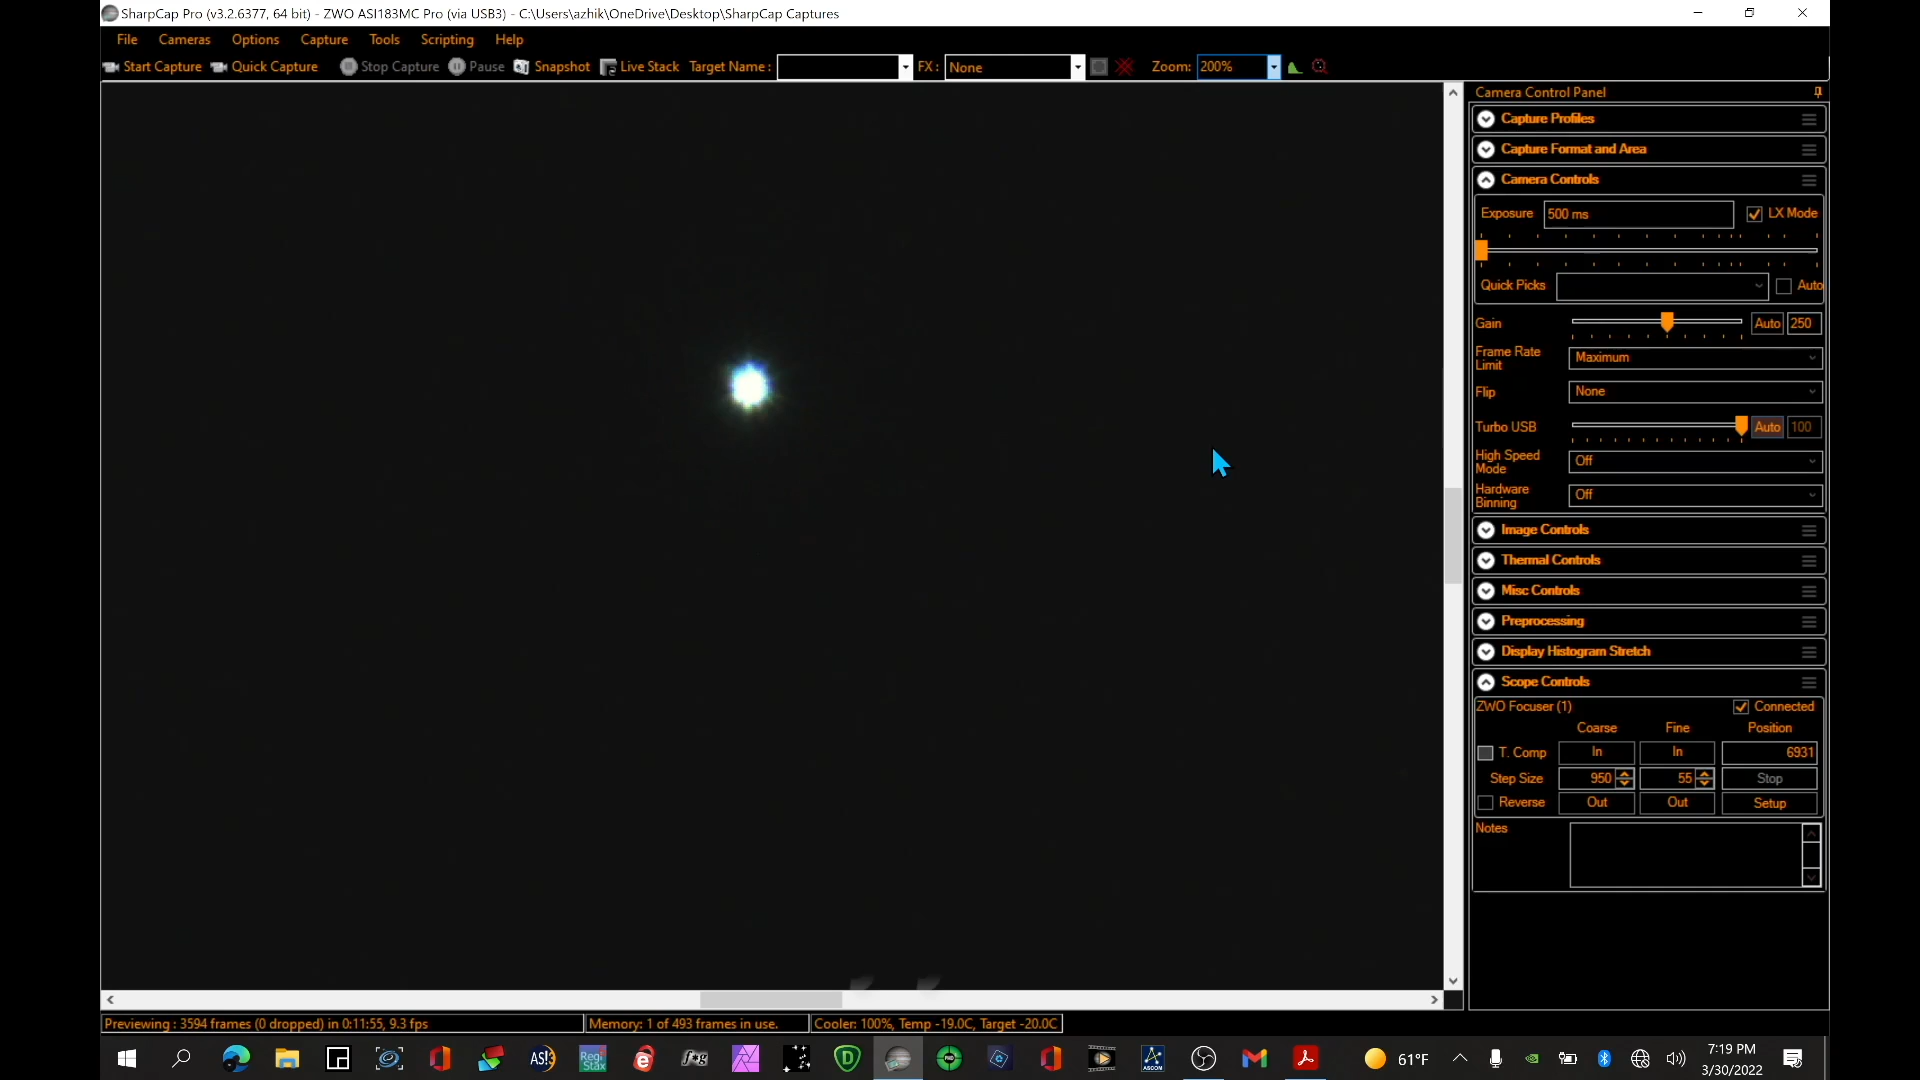 SharpCap Pro (v3.2.6377, 64 bit) - ZWO ASI183MC Pro (via USB3) - C:\Users\azhik\OneDrive\Desktop\SharpCap Captures
File Cameras Options Capture Tools Scripting Help
Start Capture Quick Capture Stop Capture Pause Snapshot Live Stack Target Name : FX : None Zoom: 200%
Camera Control Panel
Capture Profiles
Capture Format and Area
Camera Controls
Exposure 500 ms LX Mode
Quick Picks Auto
Gain Auto 250
Frame Rate Limit Maximum
Flip None
Turbo USB Auto 100
High Speed Mode Off
Hardware Binning Off
Image Controls
Thermal Controls
Misc Controls
Preprocessing
Display Histogram Stretch
Scope Controls
ZWO Focuser (1) Connected
Coarse Fine Position
T. Comp In In 6931
Step Size 950 55 Stop
Reverse Out Out Setup
Notes
Previewing : 3594 frames (0 dropped) in 0:11:55, 9.3 fps Memory: 1 of 493 frames in use. Cooler: 100%, Temp -19.0C, Target -20.0C
ASI Regi Stax PHD ASCOM 61°F 7:19 PM
3/30/2022